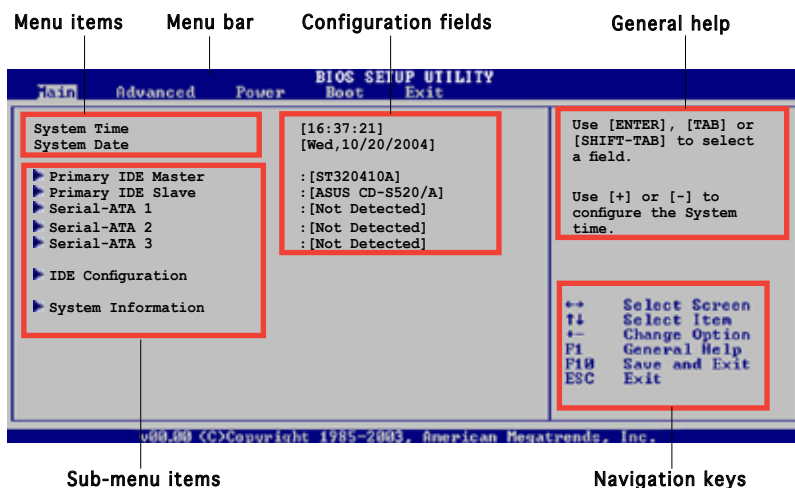 Menu items Menu bar Configuration fields General help
BIOS SETUP UTILITY
Main Advanced Power Boot Exit
System Time [16:37:21]
System Date [Wed,10/20/2004]
Primary IDE Master :[ST320410A]
Primary IDE Slave :[ASUS CD-S520/A]
Serial-ATA 1 :[Not Detected]
Serial-ATA 2 :[Not Detected]
Serial-ATA 3 :[Not Detected]
IDE Configuration
System Information
Use [ENTER], [TAB] or
[SHIFT-TAB] to select
a field.
Use [+] or [-] to
configure the System
time.
←→ Select Screen
↑↓ Select Item
+- Change Option
F1 General Help
F10 Save and Exit
ESC Exit
v00.00 (C)Copyright 1985-2003, American Megatrends, Inc.
Sub-menu items Navigation keys